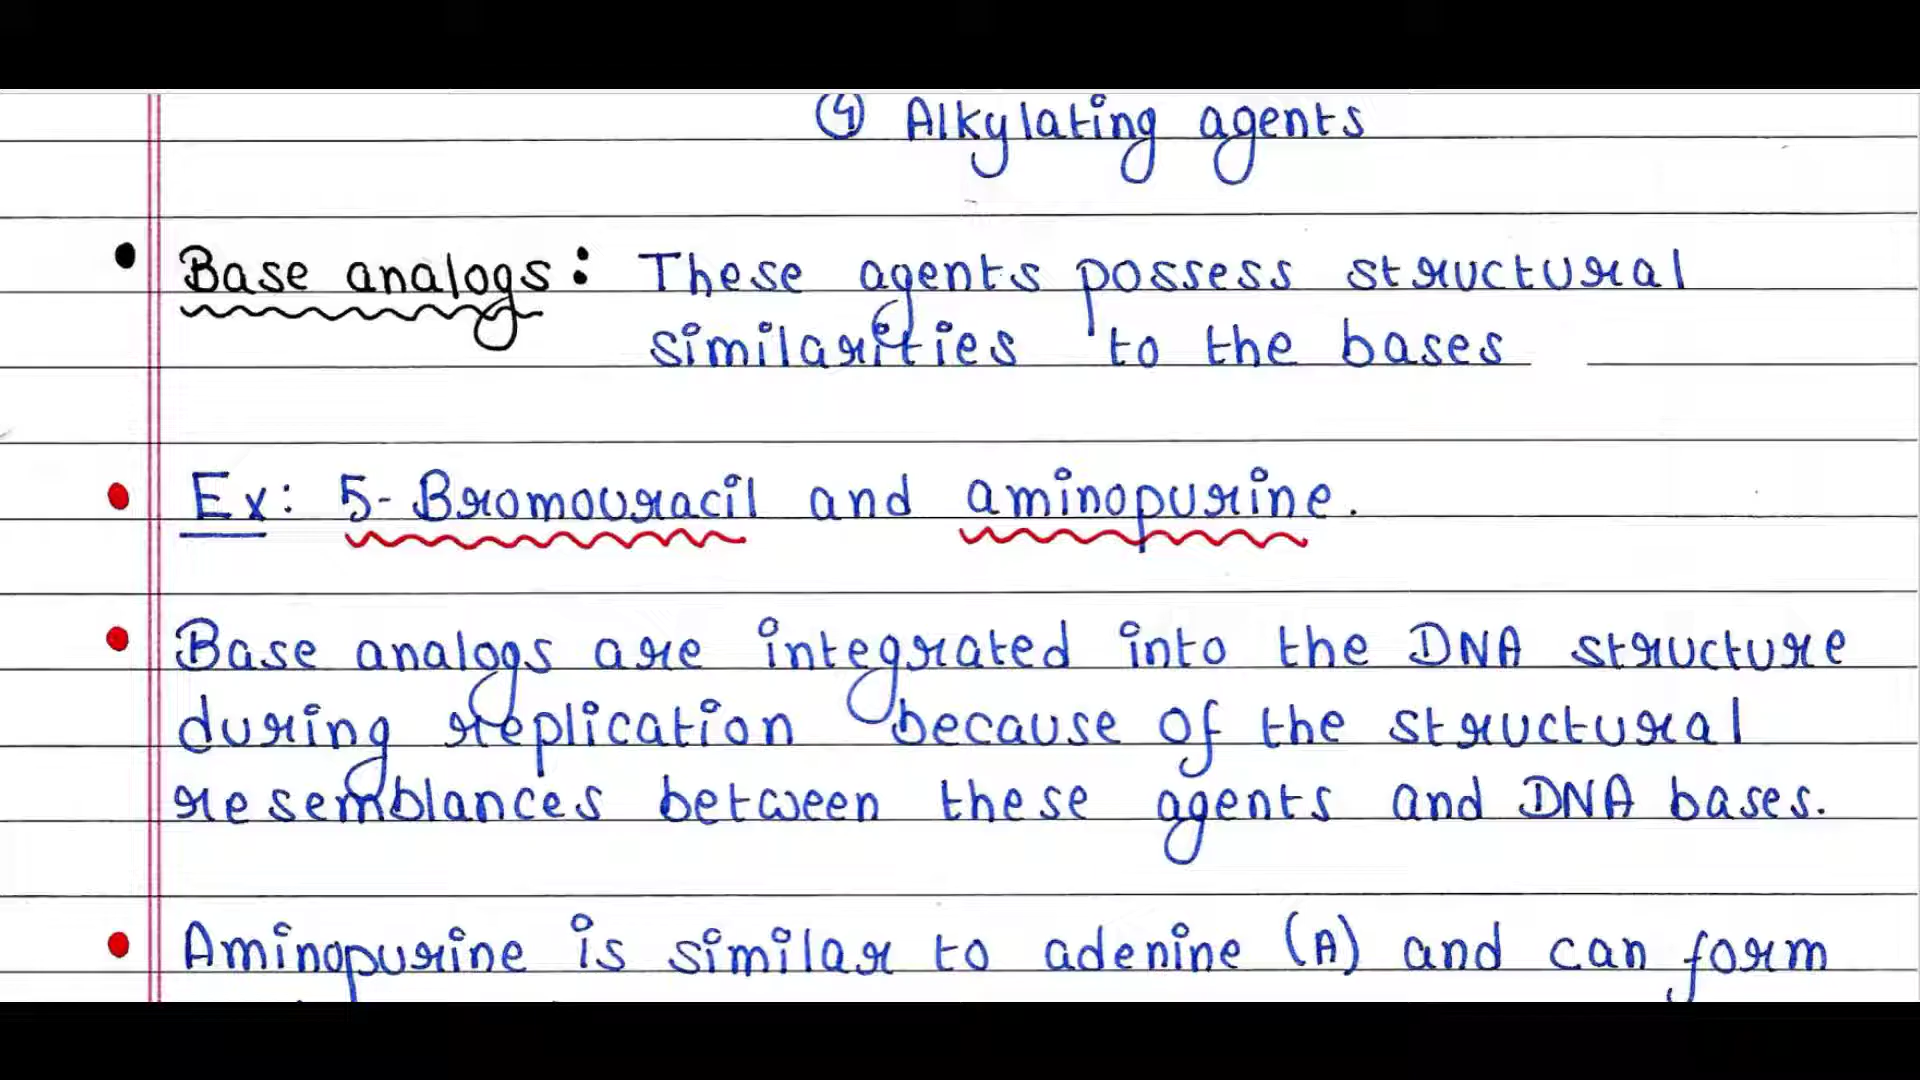 ④ Alkylating agents
• Base analogs: These agents possess structural
similarities to the bases
• Ex: 5-Bromouracil and aminopurine.
• Base analogs are integrated into the DNA structure
during replication because of the structural
resemblances between these agents and DNA bases.
• Aminopurine is similar to adenine (A) and can form